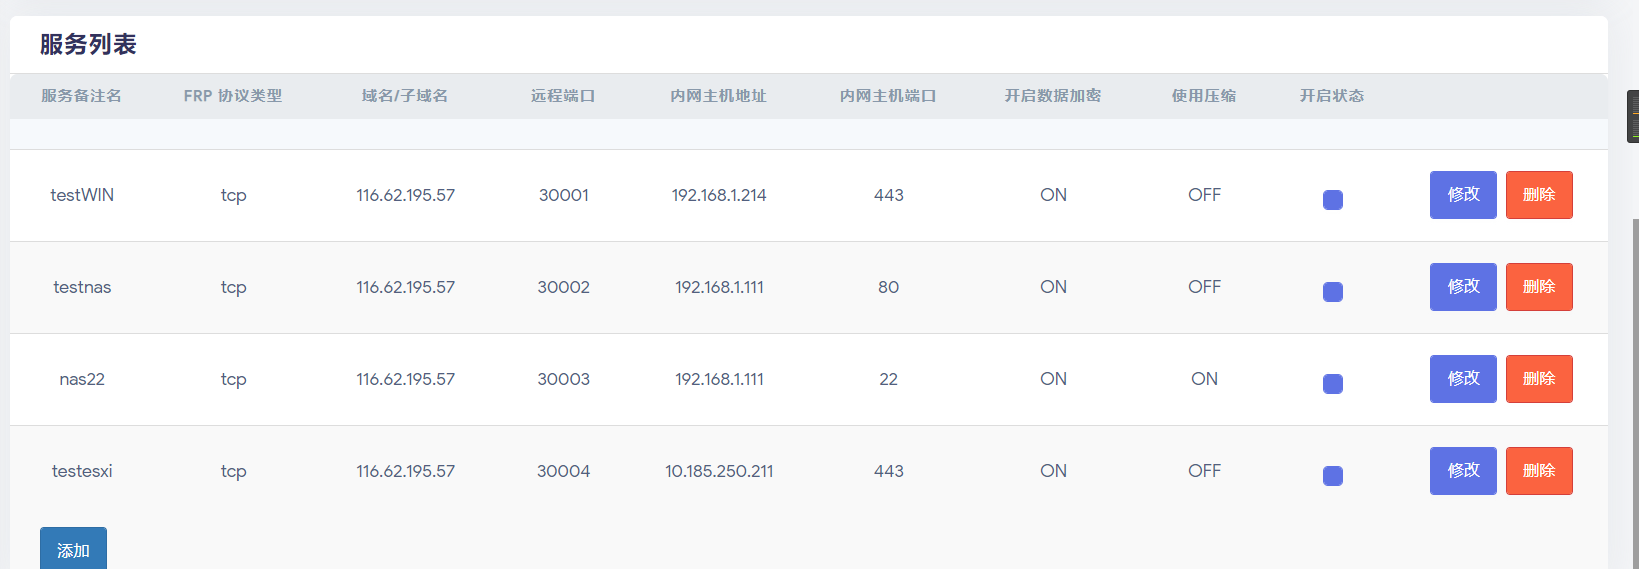 服务列表
服务备注名 FRP 协议类型 域名/子域名 远程端口 内网主机地址 内网主机端口 开启数据加密 使用压缩 开启状态
testWIN tcp 116.62.195.57 30001 192.168.1.214 443 ON OFF 修改 删除
testnas tcp 116.62.195.57 30002 192.168.1.111 80 ON OFF 修改 删除
nas22 tcp 116.62.195.57 30003 192.168.1.111 22 ON ON 修改 删除
testesxi tcp 116.62.195.57 30004 10.185.250.211 443 ON OFF 修改 删除
添加